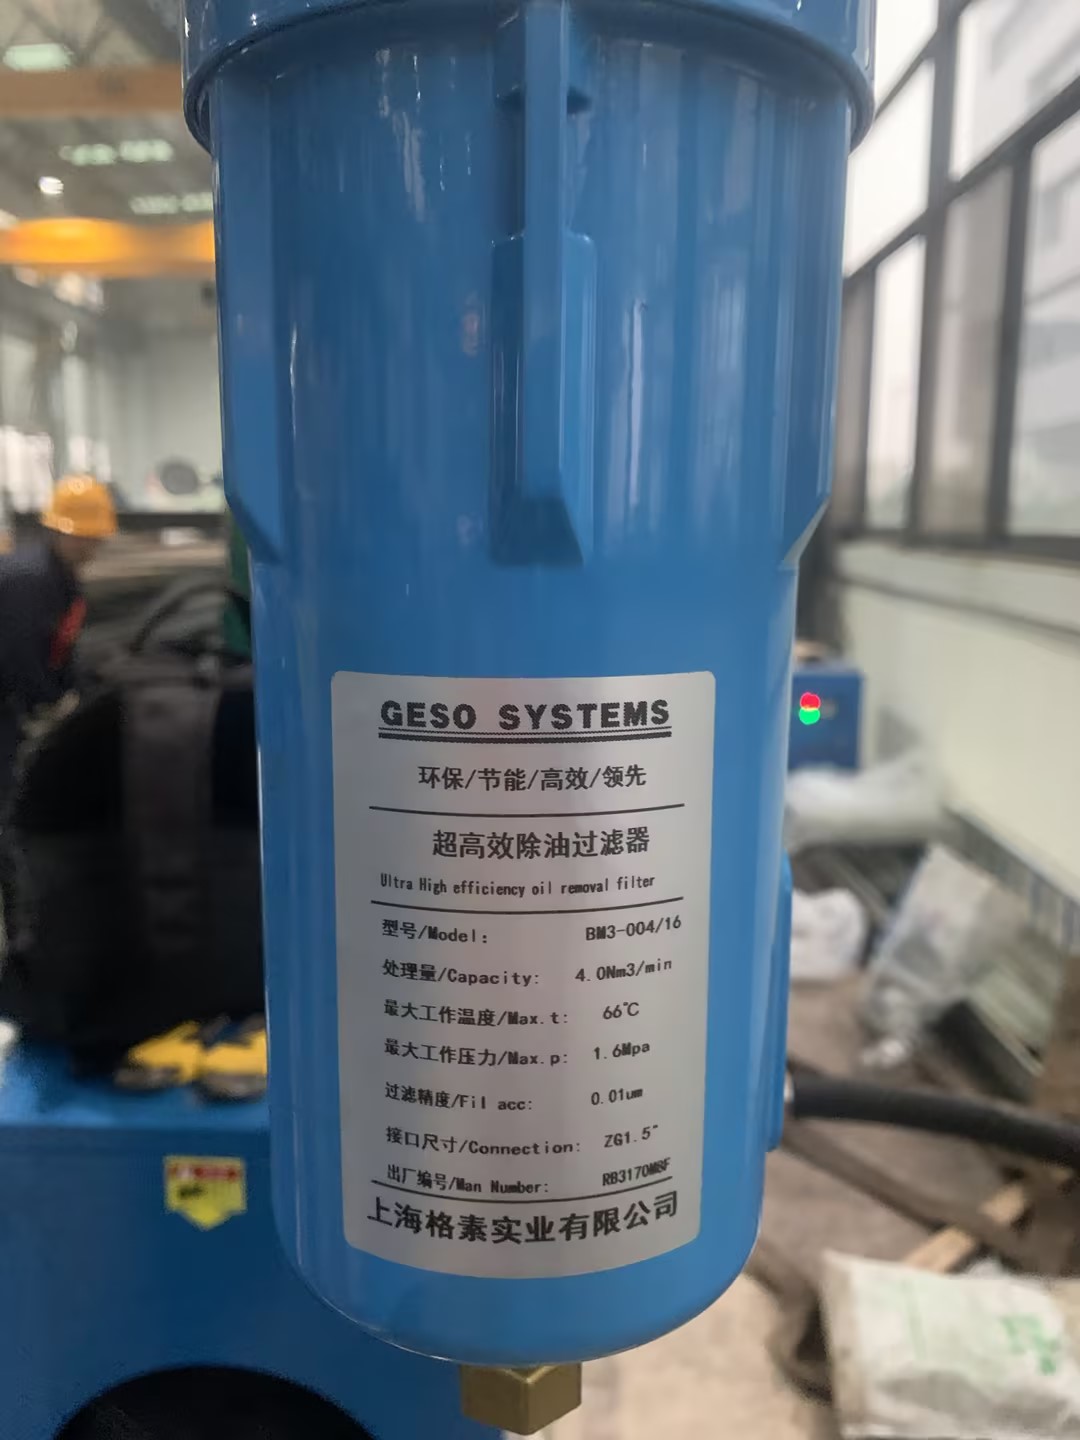 GESO SYSTEMS
环保/节能/高效/领先
超高效除油过滤器
Ultra High efficiency oil removal filter
型号/Model: BM3-004/16
处理量/Capacity: 4.0Nm3/min
最大工作温度/Max.t: 66℃
最大工作压力/Max.p: 1.6Mpa
过滤精度/Fil acc: 0.01um
接口尺寸/Connection: ZG1.5"
出厂编号/Man Number: RB3170MBF
上海格素实业有限公司